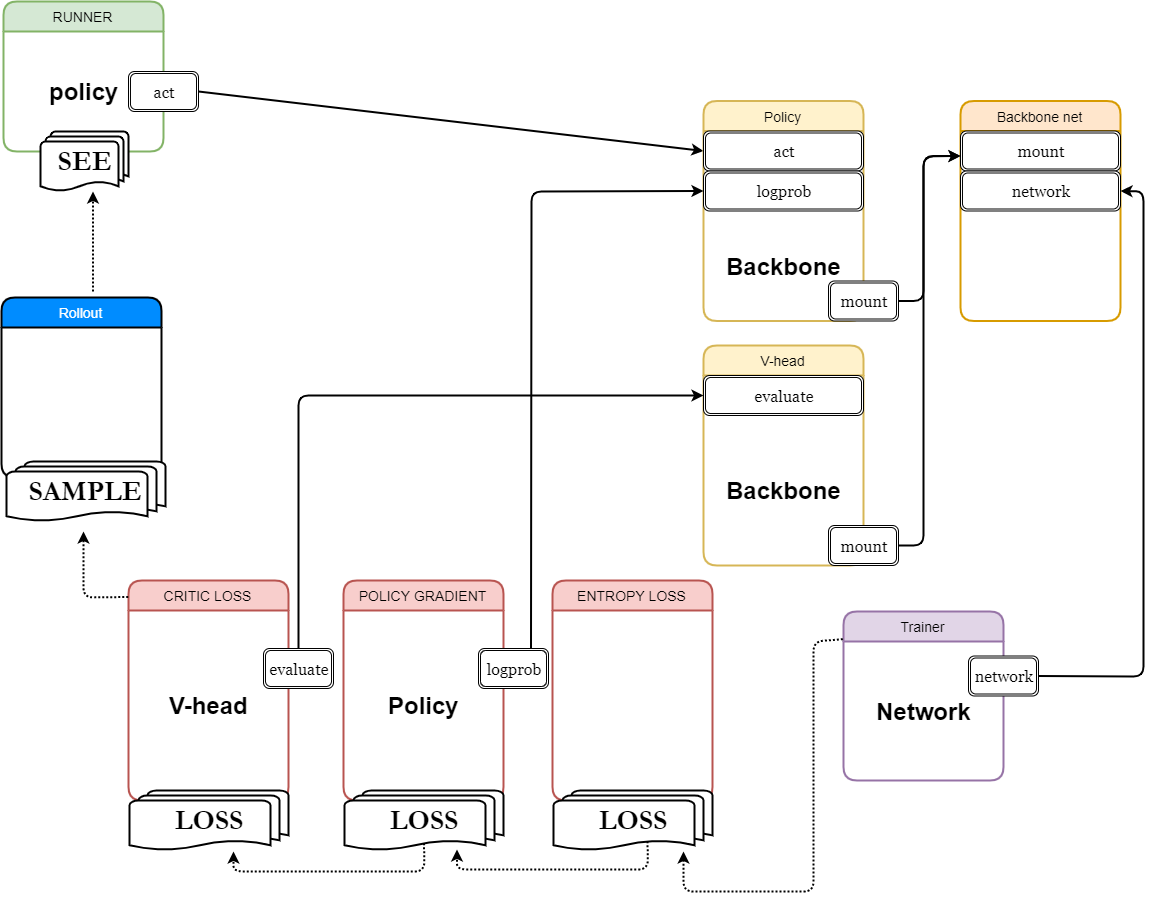 RUNNER
policy
act
SEE
Policy
act
logprob
Backbone
mount
Backbone net
mount
network
Rollout
SAMPLE
V-head
evaluate
Backbone
mount
CRITIC LOSS
evaluate
V-head
LOSS
POLICY GRADIENT
logprob
Policy
LOSS
ENTROPY LOSS
LOSS
Trainer
network
Network